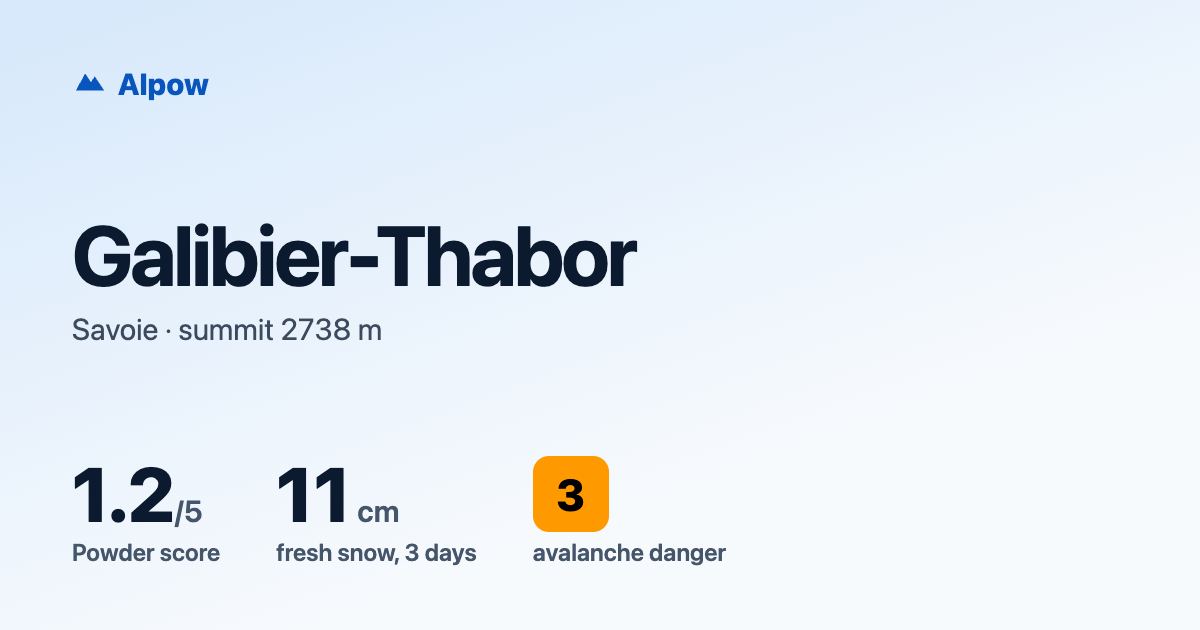 Alpow
Galibier-Thabor
Savoie · summit 2738 m
1.2/5
Powder score
11 cm
fresh snow, 3 days
3
avalanche danger